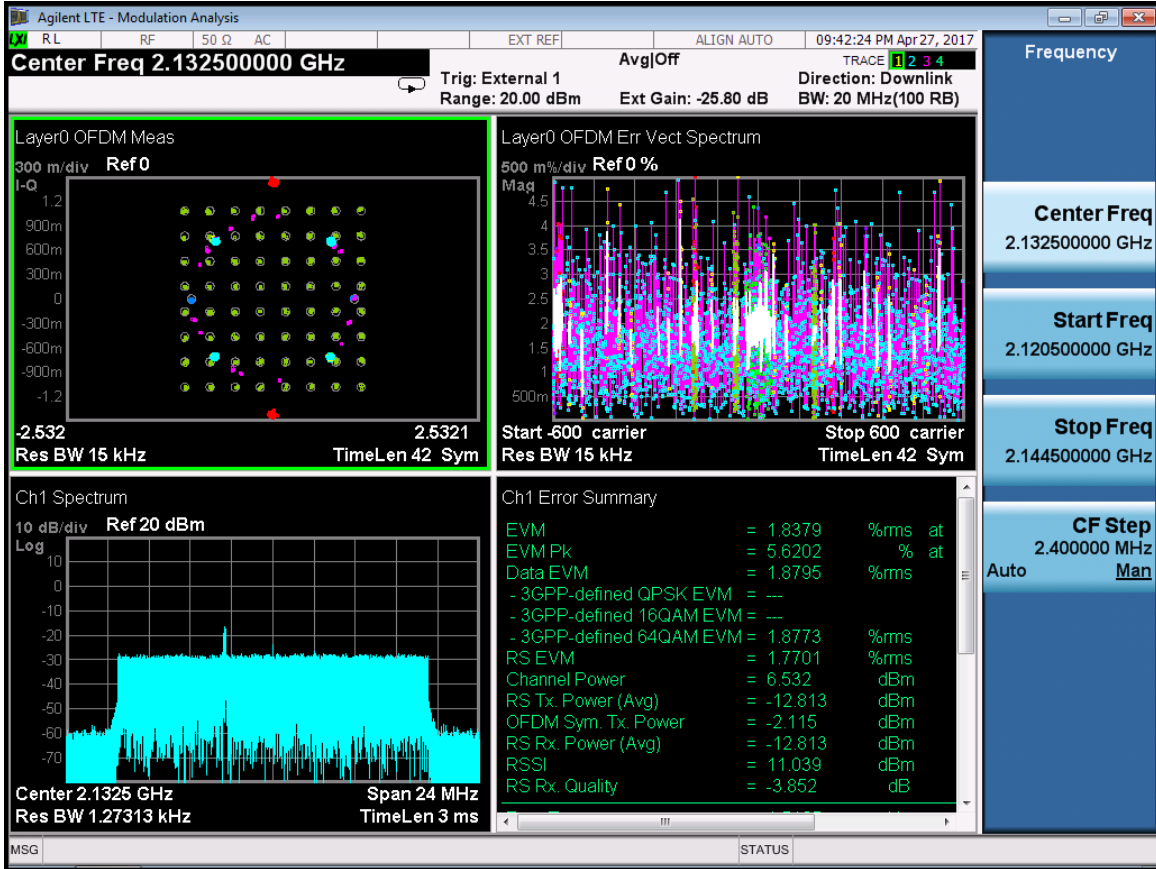 Agilent LTE - Modulation Analysis
LXI RL RF 50 Ω AC EXT REF ALIGN AUTO 09:42:24 PM Apr 27, 2017
Center Freq 2.132500000 GHz
Avg|Off
TRACE 1 2 3 4
Trig: External 1
Direction: Downlink
Range: 20.00 dBm Ext Gain: -25.80 dB BW: 20 MHz(100 RB)
Layer0 OFDM Meas
300 m/div Ref 0
I-Q
1.2
900m
600m
300m
0
-300m
-600m
-900m
-1.2
-2.532 2.5321
Res BW 15 kHz TimeLen 42 Sym
Layer0 OFDM Err Vect Spectrum
500 m%/div Ref 0 %
Mag
4.5
4
3.5
3
2.5
2
1.5
1
500m
Start -600 carrier Stop 600 carrier
Res BW 15 kHz TimeLen 42 Sym
Ch1 Spectrum
10 dB/div Ref 20 dBm
Log
10
0
-10
-20
-30
-40
-50
-60
-70
Center 2.1325 GHz Span 24 MHz
Res BW 1.27313 kHz TimeLen 3 ms
Ch1 Error Summary
EVM = 1.8379 %rms at
EVM Pk = 5.6202 % at
Data EVM = 1.8795 %rms
- 3GPP-defined QPSK EVM = ---
- 3GPP-defined 16QAM EVM = ---
- 3GPP-defined 64QAM EVM = 1.8773 %rms
RS EVM = 1.7701 %rms
Channel Power = 6.532 dBm
RS Tx. Power (Avg) = -12.813 dBm
OFDM Sym. Tx. Power = -2.115 dBm
RS Rx. Power (Avg) = -12.813 dBm
RSSI = 11.039 dBm
RS Rx. Quality = -3.852 dB
Frequency
Center Freq
2.132500000 GHz
Start Freq
2.120500000 GHz
Stop Freq
2.144500000 GHz
CF Step
2.400000 MHz
Auto Man
MSG STATUS